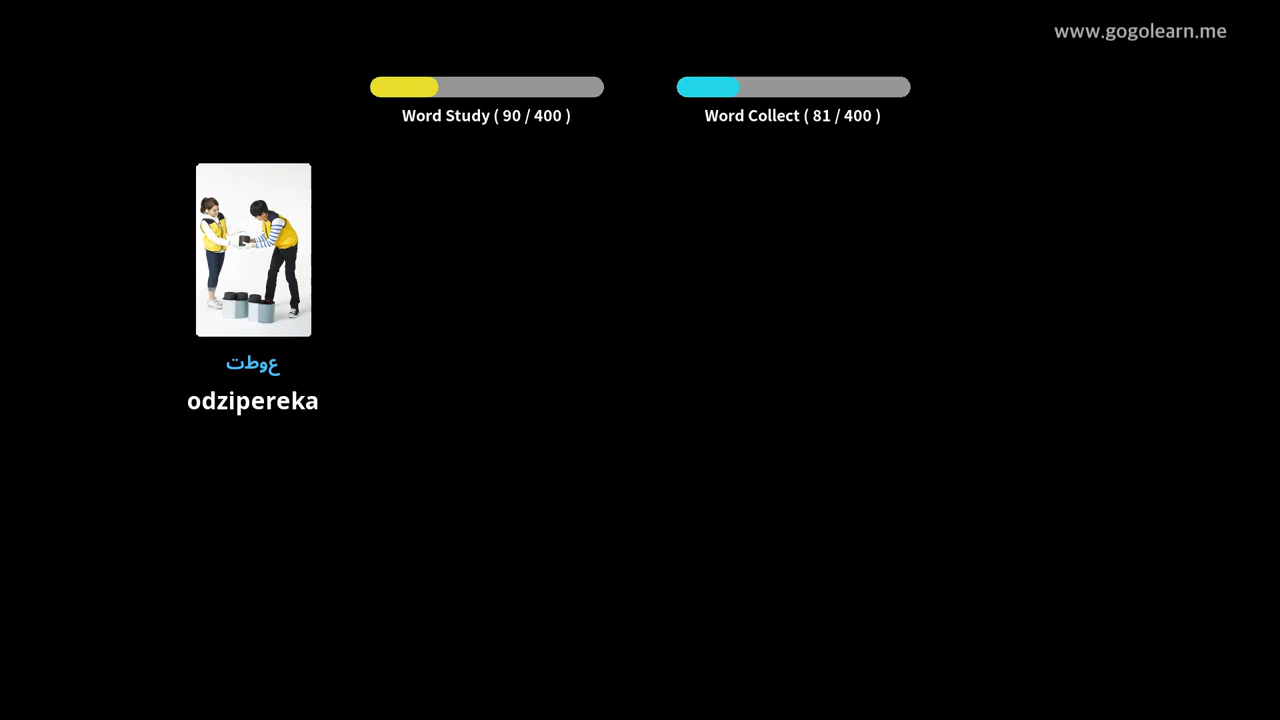 www.gogolearn.me
Word Study ( 90 / 400 )
Word Collect ( 81 / 400 )
عوطت
odzipereka